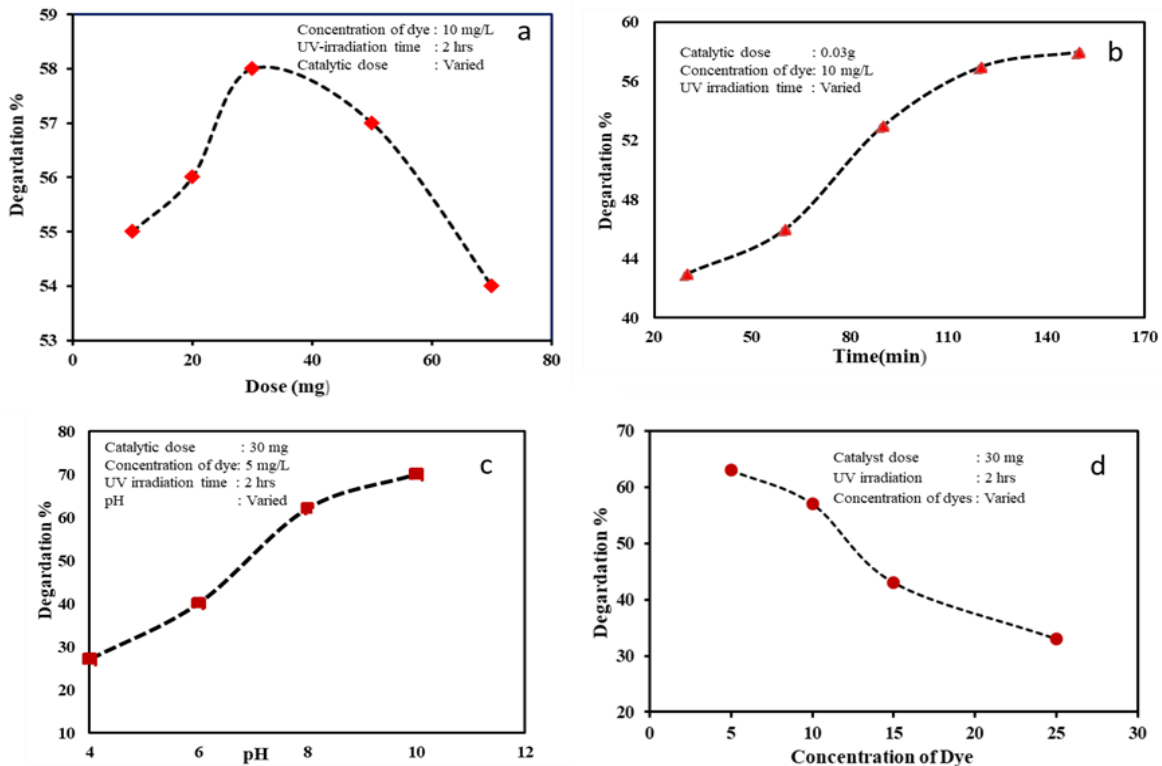 a
Concentration of dye : 10 mg/L
UV-irradiation time : 2 hrs
Catalytic dose : Varied
59
58
57
56
55
54
53
Degardation %
0 20 40 60 80
Dose (mg)
b
Catalytic dose : 0.03g
Concentration of dye: 10 mg/L
UV irradiation time : Varied
60
56
52
48
44
40
Degardation %
20 50 80 110 140 170
Time(min)
c
Catalytic dose : 30 mg
Concentration of dye: 5 mg/L
UV irradiation time : 2 hrs
pH : Varied
80
70
60
50
40
30
20
10
Degardation %
4 6 8 10 12
pH
d
Catalyst dose : 30 mg
UV irradiation : 2 hrs
Concentration of dyes : Varied
70
60
50
40
30
20
Degardation %
0 5 10 15 20 25 30
Concentration of Dye